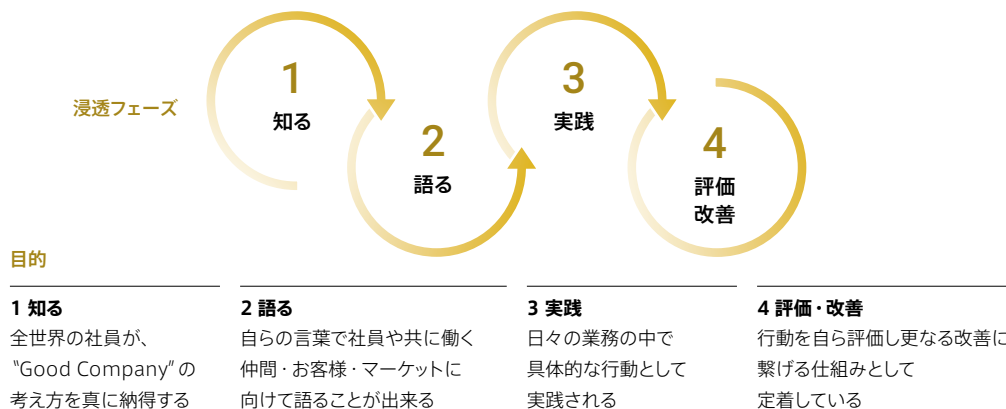 浸透フェーズ
1
知る
2
語る
3
実践
4
評価
改善
目的
1 知る
全世界の社員が、
“Good Company” の
考え方を真に納得する
2 語る
自らの言葉で社員や共に働く
仲間・お客様・マーケットに
向けて語ることが出来る
3 実践
日々の業務の中で
具体的な行動として
実践される
4 評価・改善
行動を自ら評価し更なる改善に
繋げる仕組みとして
定着している